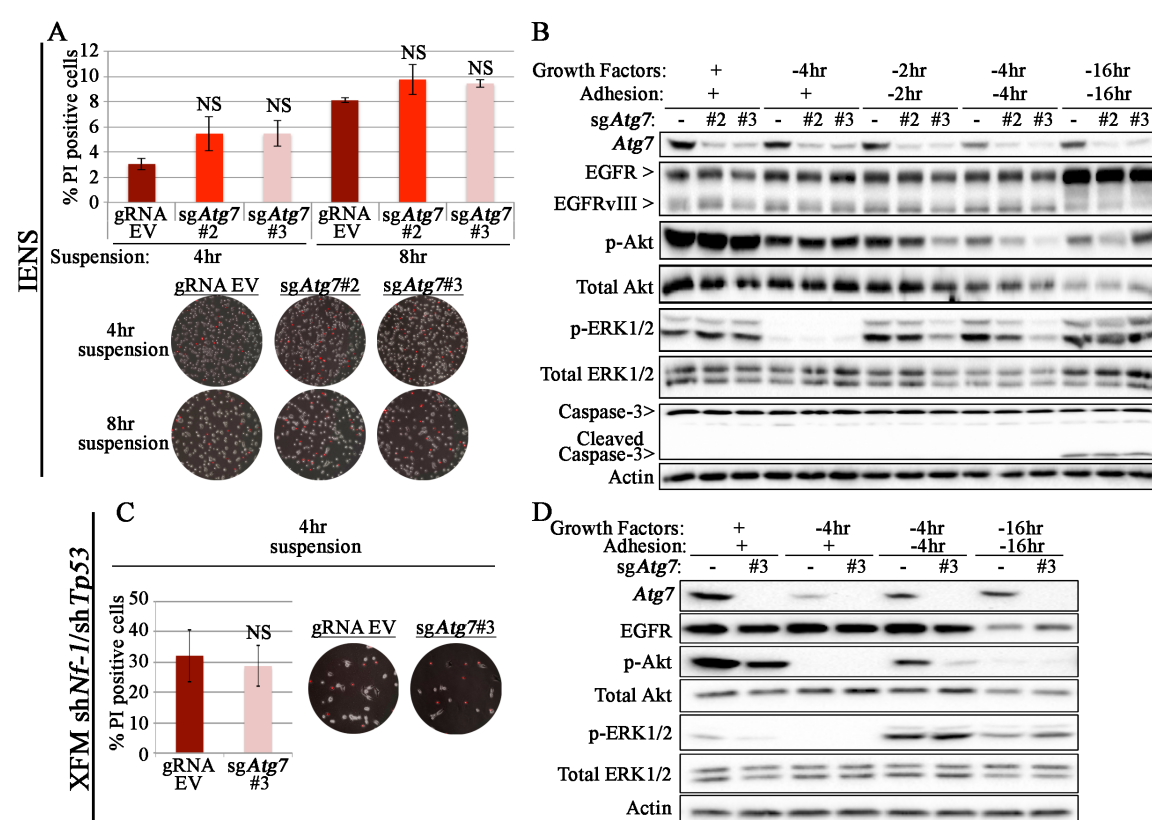 A
IENS
% PI positive cells
12
10
8
6
4
2
0
NS
NS
NS
NS
gRNA EV
sgAtg7 #2
sgAtg7 #3
gRNA EV
sgAtg7 #2
sgAtg7 #3
Suspension: 4hr 8hr
gRNA EV sgAtg7#2 sgAtg7#3
4hr suspension
8hr suspension
B
Growth Factors: + -4hr -2hr -4hr -16hr
Adhesion: + + -2hr -4hr -16hr
sgAtg7: - #2 #3 - #2 #3 - #2 #3 - #2 #3 - #2 #3
Atg7
EGFR >
EGFRvIII >
p-Akt
Total Akt
p-ERK1/2
Total ERK1/2
Caspase-3>
Cleaved
Caspase-3>
Actin
C
XFM shNf-1/shTp53
4hr
suspension
% PI positive cells
50
40
30
20
10
0
NS
gRNA EV
sgAtg7 #3
gRNA EV sgAtg7#3
D
Growth Factors: + -4hr -4hr -16hr
Adhesion: + + -4hr -16hr
sgAtg7: - #3 - #3 - #3 - #3
Atg7
EGFR
p-Akt
Total Akt
p-ERK1/2
Total ERK1/2
Actin